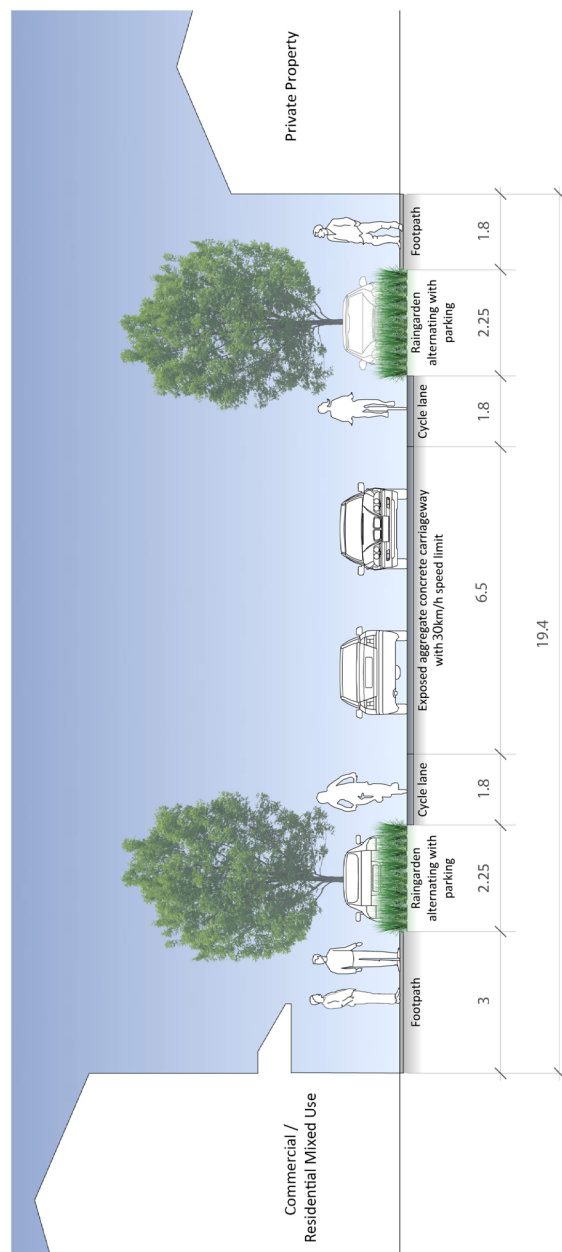 Commercial /
Residential Mixed Use
Private Property
Footpath
Raingarden
alternating with
parking
Cycle lane
Exposed aggregate concrete carriageway
with 30km/h speed limit
Cycle lane
Raingarden
alternating with
parking
Footpath
3
2.25
1.8
6.5
1.8
2.25
1.8
19.4